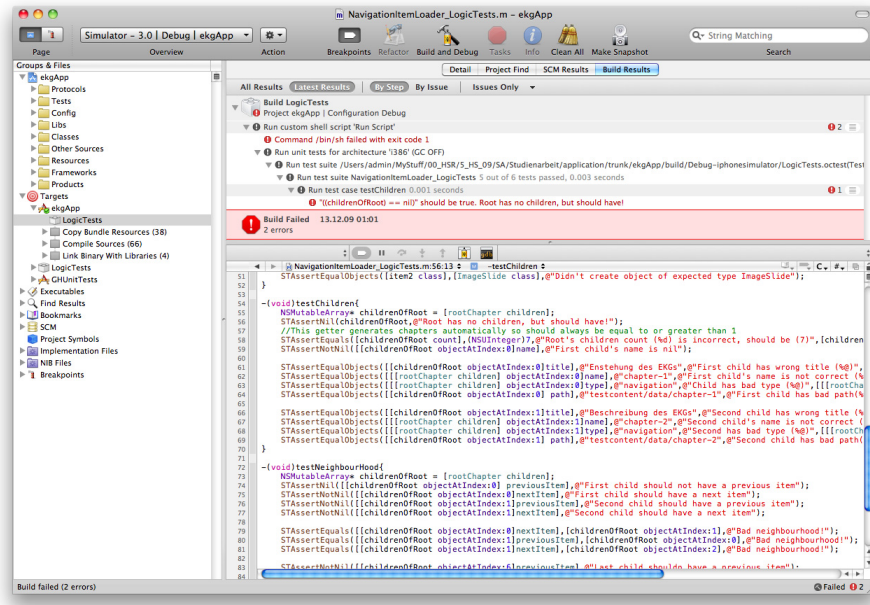 NavigationItemLoader_LogicTests.m - ekgApp
Simulator - 3.0 | Debug | ekgApp
String Matching
Page Overview Action Breakpoints Refactor Build and Debug Tasks Info Clean All Make Snapshot Search
Groups & Files
ekgApp
Protocols
Tests
Config
Libs
Classes
Other Sources
Resources
Frameworks
Products
Targets
ekgApp
LogicTests
Copy Bundle Resources (38)
Compile Sources (66)
Link Binary With Libraries (4)
LogicTests
GHUnitTests
Executables
Find Results
Bookmarks
SCM
Project Symbols
Implementation Files
NIB Files
Breakpoints
Detail Project Find SCM Results Build Results
All Results Latest Results By Step By Issue Issues Only
Build LogicTests
Project ekgApp | Configuration Debug
Run custom shell script 'Run Script' 2
Command /bin/sh failed with exit code 1
Run unit tests for architecture 'i386' (GC OFF)
Run test suite /Users/admin/MyStuff/00_HSR/5_HS_09/SA/Studienarbeit/application/trunk/ekgApp/build/Debug-iphonesimulator/LogicTests.octest(Test
Run test suite NavigationItemLoader_LogicTests 5 out of 6 tests passed, 0.003 seconds
Run test case testChildren 0.001 seconds 1
"((childrenOfRoot) == nil)" should be true. Root has no children, but should have!
Build Failed 13.12.09 01:01
2 errors
NavigationItemLoader_LogicTests.m:56:13 -testChildren
51 STAssertEqualObjects([item2 class],[ImageSlide class],@"Didn't create object of expected type ImageSlide");
52 }
53
54 -(void)testChildren{
55 NSMutableArray* childrenOfRoot = [rootChapter children];
56 STAssertNil(childrenOfRoot,@"Root has no children, but should have!");
57 //This getter generates chapters automatically so should always be equal to or greater than 1
58 STAssertEquals([childrenOfRoot count],(NSUInteger)7,@"Root's children count (%d) is incorrect, should be (7)",[children
59 STAssertNotNil([[childrenOfRoot objectAtIndex:0]name],@"First child's name is nil");
60
61 STAssertEqualObjects([[childrenOfRoot objectAtIndex:0]title],@"Enstehung des EKGs",@"First child has wrong title (%@)",
62 STAssertEqualObjects([[[rootChapter children] objectAtIndex:0]name],@"chapter-1",@"First child's name is not correct (%
63 STAssertEqualObjects([[[rootChapter children] objectAtIndex:0]type],@"navigation",@"Child has bad type (%@)",[[[rootCha
64 STAssertEqualObjects([[childrenOfRoot objectAtIndex:0] path],@"testcontent/data/chapter-1",@"First child has bad path(%
65
66 STAssertEqualObjects([[childrenOfRoot objectAtIndex:1]title],@"Beschreibung des EKGs",@"Second child has wrong title (%
67 STAssertEqualObjects([[[rootChapter children] objectAtIndex:1]name],@"chapter-2",@"Second child's name is not correct (
68 STAssertEqualObjects([[[rootChapter children] objectAtIndex:1]type],@"navigation",@"Second has bad type (%@)",[[[rootCh
69 STAssertEqualObjects([[childrenOfRoot objectAtIndex:1] path],@"testcontent/data/chapter-2",@"Second child has bad path(
70 }
71
72 -(void)testNeighbourHood{
73 NSMutableArray* childrenOfRoot = [rootChapter children];
74 STAssertNil([[childrenOfRoot objectAtIndex:0] previousItem],@"First child should not have a previous item");
75 STAssertNotNil([[childrenOfRoot objectAtIndex:0]nextItem],@"First child should have a next item");
76 STAssertNotNil([[childrenOfRoot objectAtIndex:1]previousItem],@"Second child should have a previous item");
77 STAssertNotNil([[childrenOfRoot objectAtIndex:1]nextItem],@"Second child should have a next item");
78
79
80 STAssertEquals([[childrenOfRoot objectAtIndex:0]nextItem],[childrenOfRoot objectAtIndex:1],@"Bad neighbourhood!");
81 STAssertEquals([[childrenOfRoot objectAtIndex:1]previousItem],[childrenOfRoot objectAtIndex:0],@"Bad neighbourhood!");
82 STAssertEquals([[childrenOfRoot objectAtIndex:1]nextItem],[childrenOfRoot objectAtIndex:2],@"Bad neighbourhood!");
83 STAssertNil([[childrenOfRoot objectAtIndex:6]previousItem],@"Last child shouldn have a previous item");
84
Build failed (2 errors) Failed 2